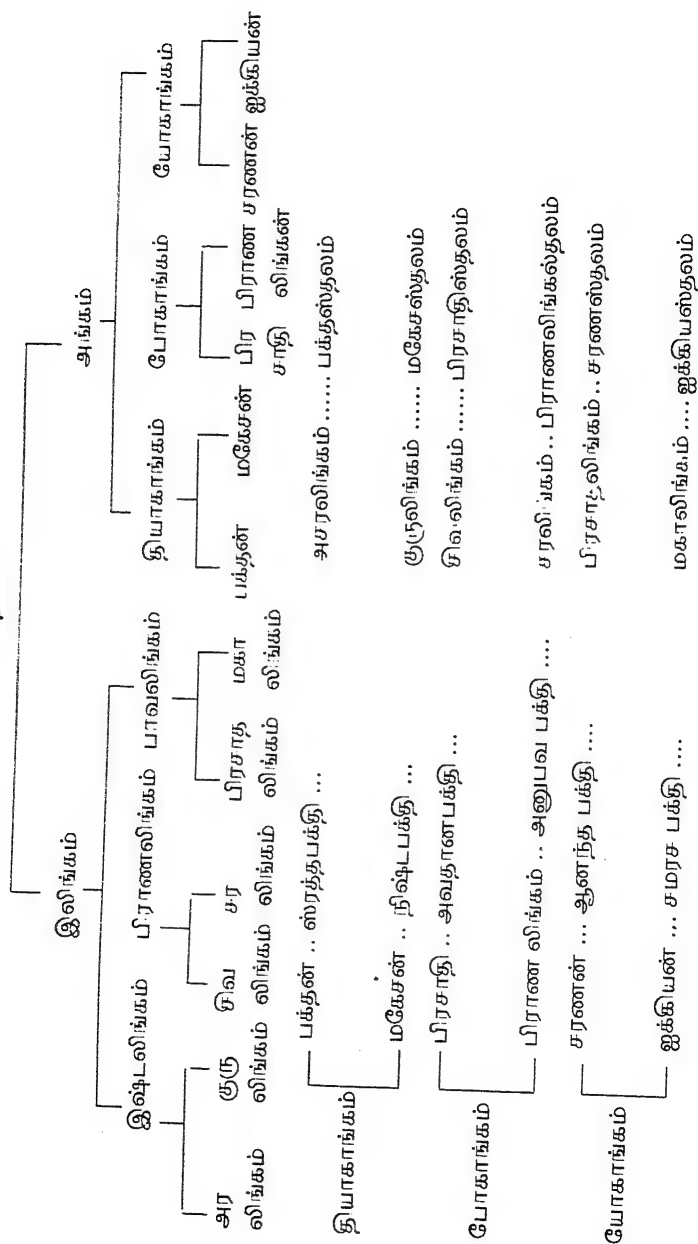 இலிங்கம் அங்கம்
இஷ்டலிங்கம் பிராணலிங்கம் பாவலிங்கம் தியாகாங்கம் போகாங்கம் யோகாங்கம்
அர குரு சிவ சர பிரசாத மகா பக்தன் மகேசன் பிர பிராண சரணன் ஐக்கியன்
லிங்கம் லிங்கம் லிங்கம் லிங்கம் லிங்கம் லிங்கம் சாதி லிங்கன்
பக்தன் .. ஸ்ரத்தபக்தி ... அசரலிங்கம் ...... பக்தஸ்தலம்
தியாகாங்கம்
மகேசன் .. நிஷ்டபக்தி ... குருலிங்கம் ...... மகேசஸ்தலம்
பிரசாதி .. அவதானபக்தி ... சிவலிங்கம் ...... பிரசாதிஸ்தலம்
போகாங்கம்
பிராண லிங்கம் .. அனுபவ பக்தி .... சரலிங்கம் .. பிராணலிங்கஸ்தலம்
சரணன் ... ஆனந்த பக்தி .... பிரசாதலிங்கம் .. சரணஸ்தலம்
யோகாங்கம்
ஐக்கியன் ... சமரச பக்தி .... மகாலிங்கம் .... ஐக்கியஸ்தலம்